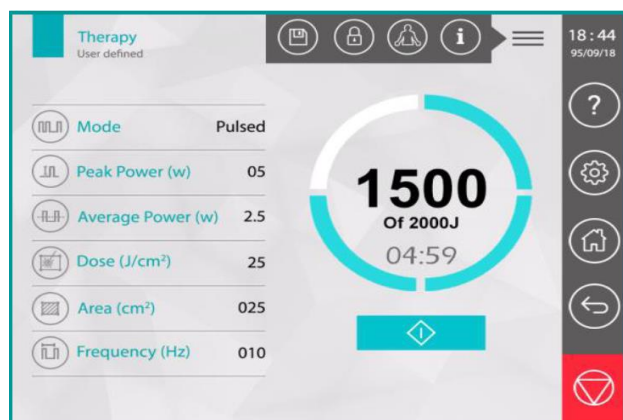 Therapy
User defined
18 : 44
95/09/18
Mode Pulsed
Peak Power (w) 05
Average Power (w) 2.5
Dose (J/cm²) 25
Area (cm²) 025
Frequency (Hz) 010
1500
Of 2000J
04:59